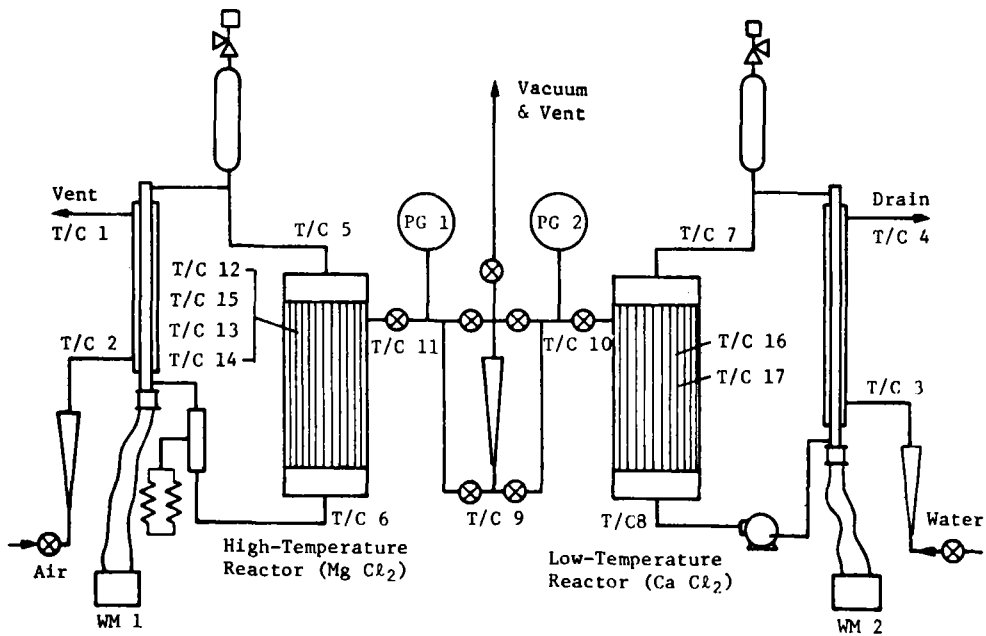 Vacuum
& Vent
Vent
T/C 1
Drain
T/C 4
PG 1
PG 2
T/C 5
T/C 7
T/C 12
T/C 15
T/C 13
T/C 14
T/C 2
T/C 11
T/C 10
T/C 16
T/C 17
T/C 3
T/C 6
T/C 9
T/C8
Water
Air
High-Temperature
Reactor (Mg Cℓ₂)
Low-Temperature
Reactor (Ca Cℓ₂)
WM 1
WM 2